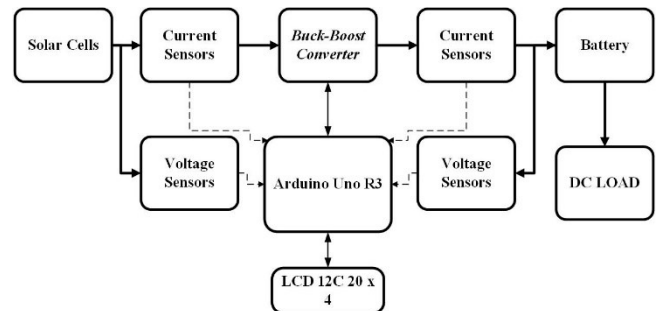 Solar Cells
Current
Sensors
Buck-Boost
Converter
Current
Sensors
Battery
Voltage
Sensors
Arduino Uno R3
Voltage
Sensors
DC LOAD
LCD 12C 20 x
4